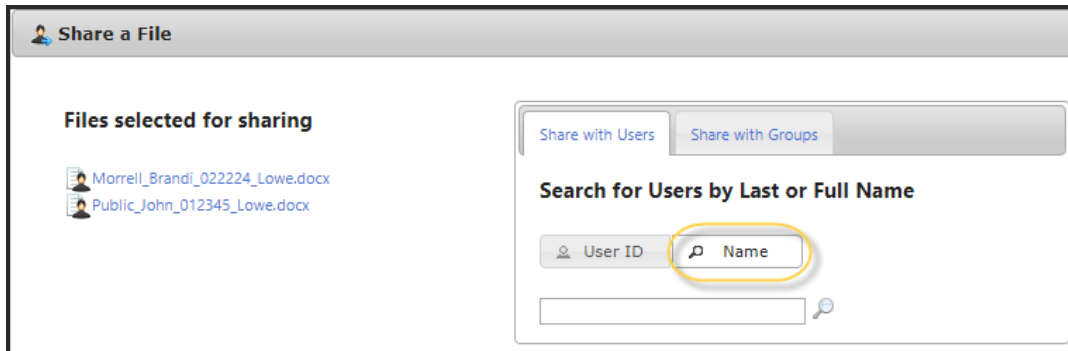 Share a File
Files selected for sharing
Morrell_Brandi_022224_Lowe.docx
Public_John_012345_Lowe.docx
Share with Users
Share with Groups
Search for Users by Last or Full Name
User ID
Name